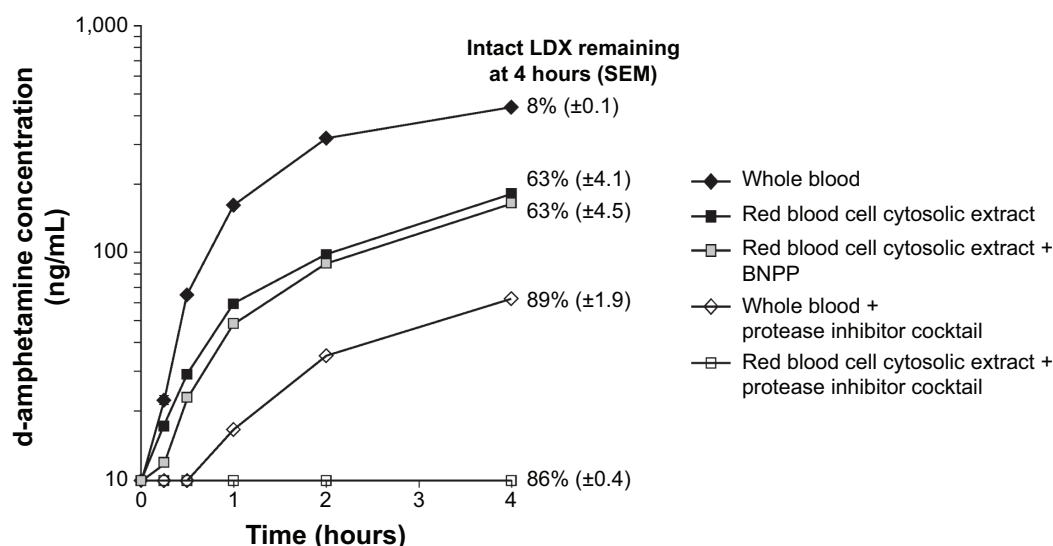 1,000
100
10
d-amphetamine concentration
(ng/mL)
0
1
2
3
4
Time (hours)
Intact LDX remaining
at 4 hours (SEM)
8% (±0.1)
63% (±4.1)
63% (±4.5)
89% (±1.9)
86% (±0.4)
Whole blood
Red blood cell cytosolic extract
Red blood cell cytosolic extract +
BNPP
Whole blood +
protease inhibitor cocktail
Red blood cell cytosolic extract +
protease inhibitor cocktail